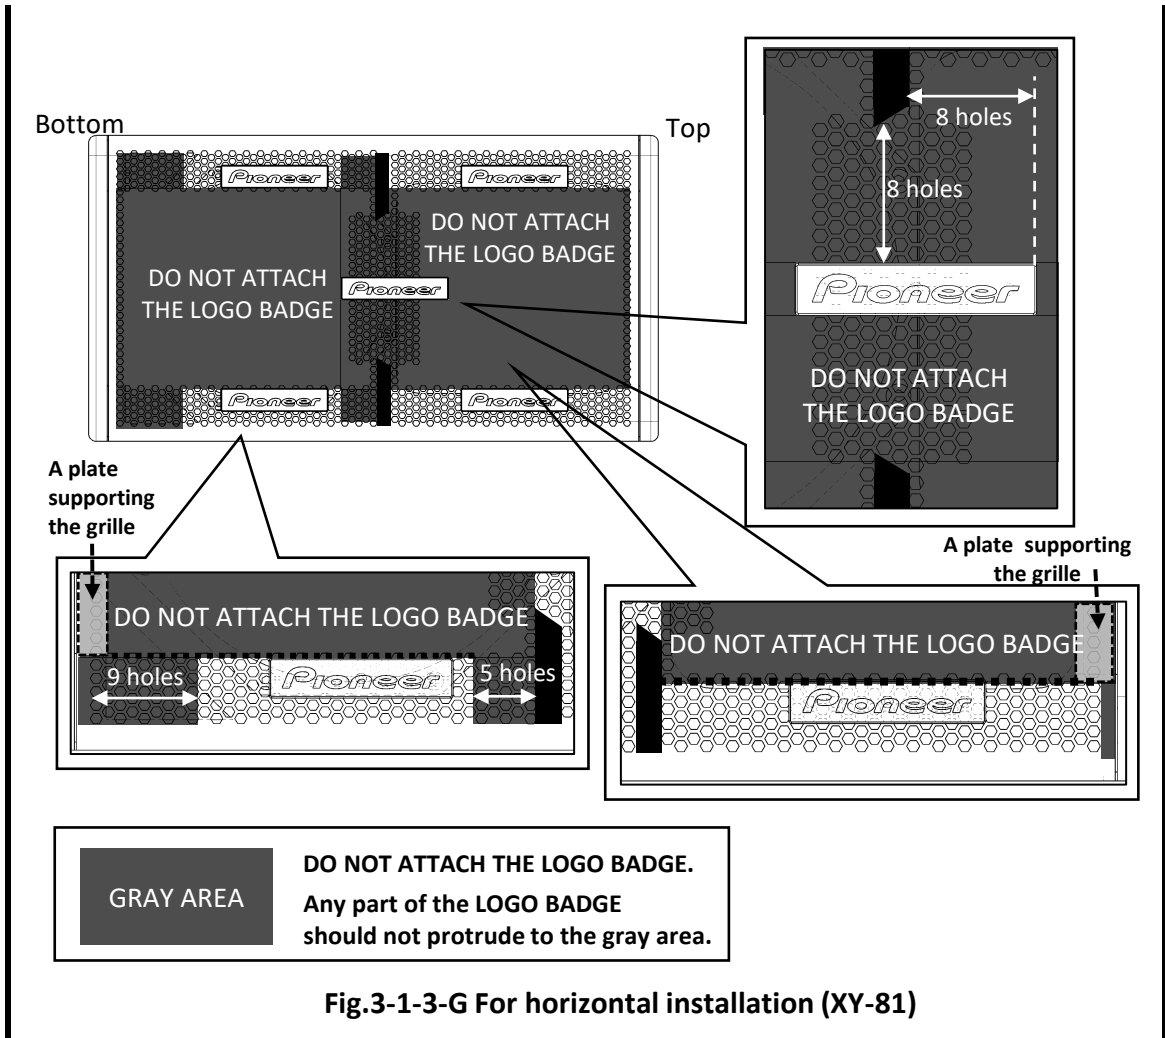 Bottom
Top
Pioneer
Pioneer
DO NOT ATTACH
THE LOGO BADGE
DO NOT ATTACH
THE LOGO BADGE
Pioneer
Pioneer
Pioneer
8 holes
8 holes
Pioneer
DO NOT ATTACH
THE LOGO BADGE
A plate
supporting
the grille
DO NOT ATTACH THE LOGO BADGE
9 holes
Pioneer
5 holes
A plate supporting
the grille
DO NOT ATTACH THE LOGO BADGE
Pioneer
GRAY AREA
DO NOT ATTACH THE LOGO BADGE.
Any part of the LOGO BADGE
should not protrude to the gray area.
Fig.3-1-3-G For horizontal installation (XY-81)